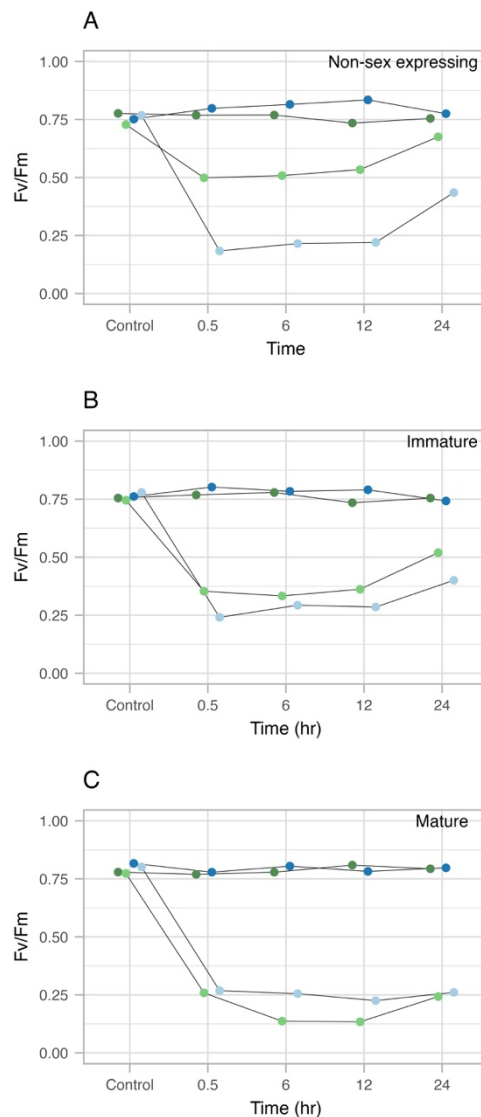 A
Non-sex expressing
1.00
0.75
0.50
0.25
0.00
Fv/Fm
Control 0.5 6 12 24
Time
B
Immature
1.00
0.75
0.50
0.25
0.00
Fv/Fm
Control 0.5 6 12 24
Time (hr)
C
Mature
1.00
0.75
0.50
0.25
0.00
Fv/Fm
Control 0.5 6 12 24
Time (hr)